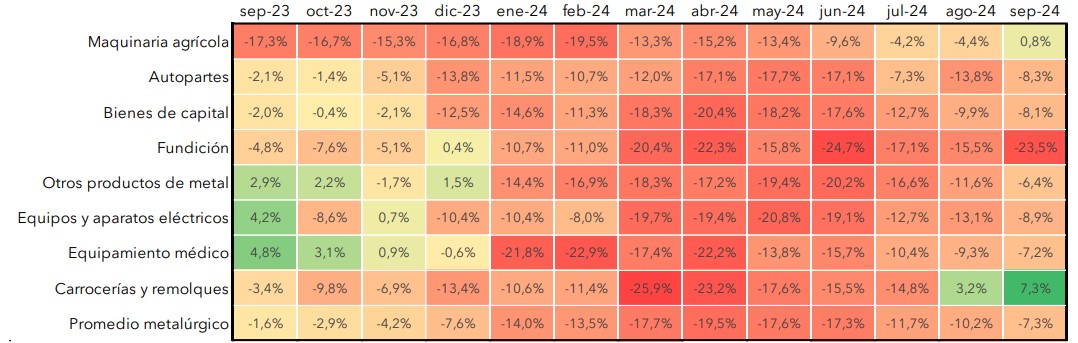 sep-23 oct-23 nov-23 dic-23 ene-24 feb-24 mar-24 abr-24 may-24 jun-24 jul-24 ago-24 sep-24
Maquinaria agrícola -17,3% -16,7% -15,3% -16,8% -18,9% -19,5% -13,3% -15,2% -13,4% -9,6% -4,2% -4,4% 0,8%
Autopartes -2,1% -1,4% -5,1% -13,8% -11,5% -10,7% -12,0% -17,1% -17,7% -17,1% -7,3% -13,8% -8,3%
Bienes de capital -2,0% -0,4% -2,1% -12,5% -14,6% -11,3% -18,3% -20,4% -18,2% -17,6% -12,7% -9,9% -8,1%
Fundición -4,8% -7,6% -5,1% 0,4% -10,7% -11,0% -20,4% -22,3% -15,8% -24,7% -17,1% -15,5% -23,5%
Otros productos de metal 2,9% 2,2% -1,7% 1,5% -14,4% -16,9% -18,3% -17,2% -19,4% -20,2% -16,6% -11,6% -6,4%
Equipos y aparatos eléctricos 4,2% -8,6% 0,7% -10,4% -10,4% -8,0% -19,7% -19,4% -20,8% -19,1% -12,7% -13,1% -8,9%
Equipamiento médico 4,8% 3,1% 0,9% -0,6% -21,8% -22,9% -17,4% -22,2% -13,8% -15,7% -10,4% -9,3% -7,2%
Carrocerías y remolques -3,4% -9,8% -6,9% -13,4% -10,6% -11,4% -25,9% -23,2% -17,6% -15,5% -14,8% 3,2% 7,3%
Promedio metalúrgico -1,6% -2,9% -4,2% -7,6% -14,0% -13,5% -17,7% -19,5% -17,6% -17,3% -11,7% -10,2% -7,3%